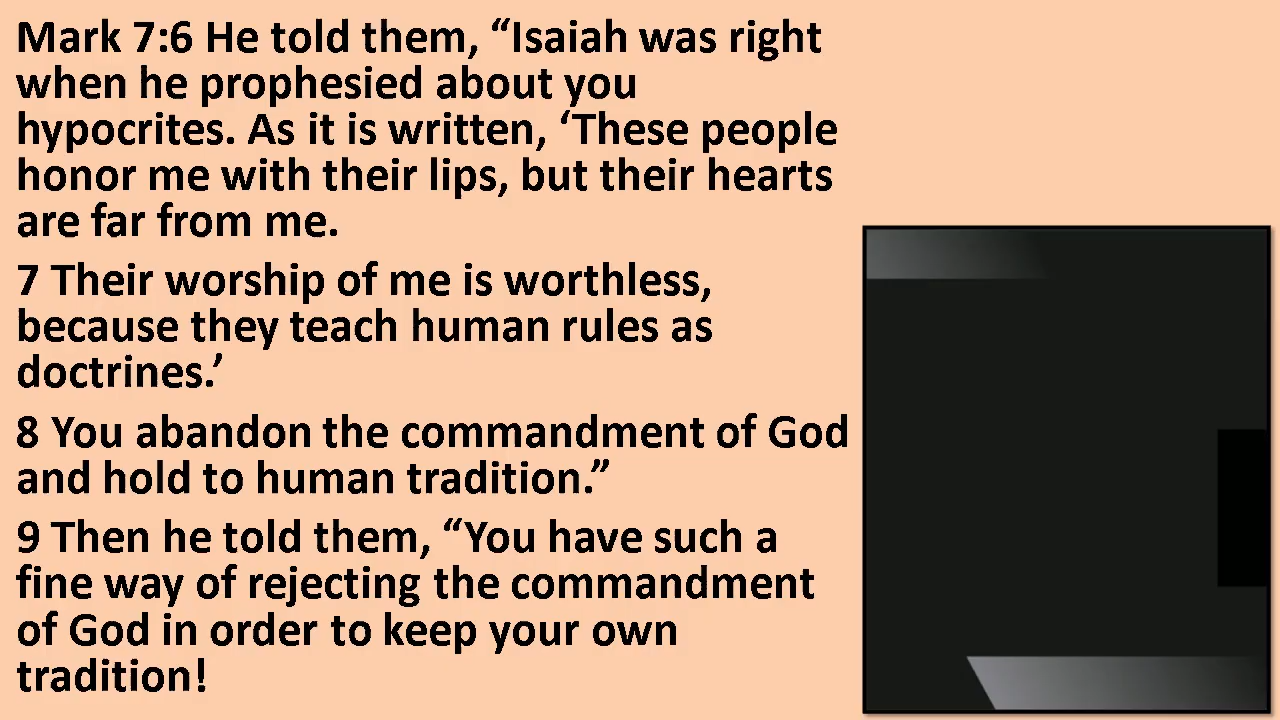 Mark 7:6 He told them, “Isaiah was right
when he prophesied about you
hypocrites. As it is written, ‘These people
honor me with their lips, but their hearts
are far from me.
7 Their worship of me is worthless,
because they teach human rules as
doctrines.’
8 You abandon the commandment of God
and hold to human tradition.”
9 Then he told them, “You have such a
fine way of rejecting the commandment
of God in order to keep your own
tradition!